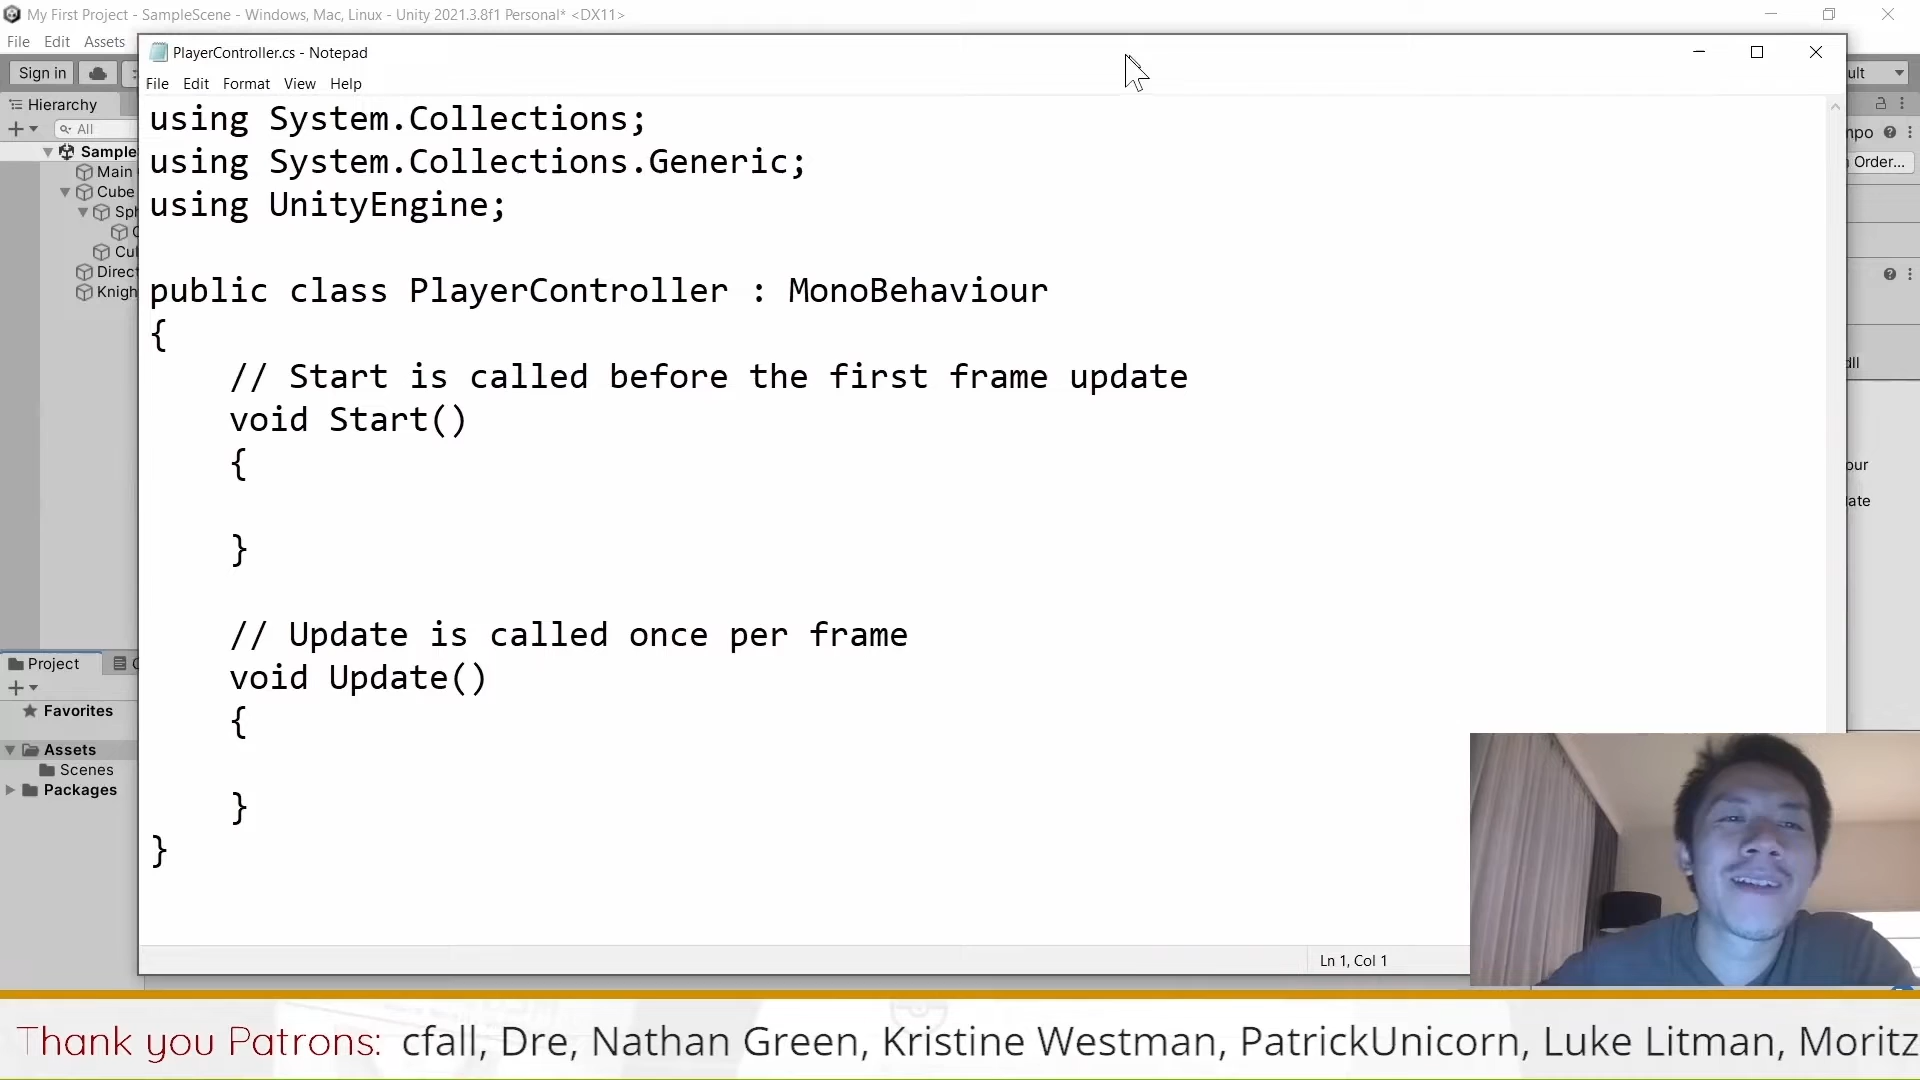 My First Project - SampleScene - Windows, Mac, Linux - Unity 2021.3.8f1 Personal* <DX11>
File Edit Assets
PlayerController.cs - Notepad
Sign in
File Edit Format View Help
Hierarchy
All
Sample
Main
Cube
Direct
using System.Collections;
using System.Collections.Generic;
using UnityEngine;
public class PlayerController : MonoBehaviour
{
// Start is called before the first frame update
void Start()
{
}
// Update is called once per frame
void Update()
{
}
}
Order...
Project
Favorites
Assets
Scenes
Packages
Ln 1, Col 1
Thank you Patrons: cfall, Dre, Nathan Green, Kristine Westman, PatrickUnicorn, Luke Litman, Moritz